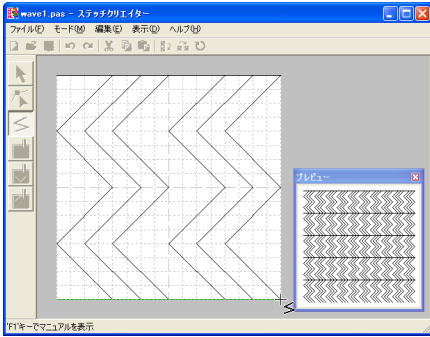 wave1.pas - ステッチクリエイター
ファイル(F) モード(M) 編集(E) 表示(D) ヘルプ(H)
プレビュー
'F1'キーでマニュアルを表示